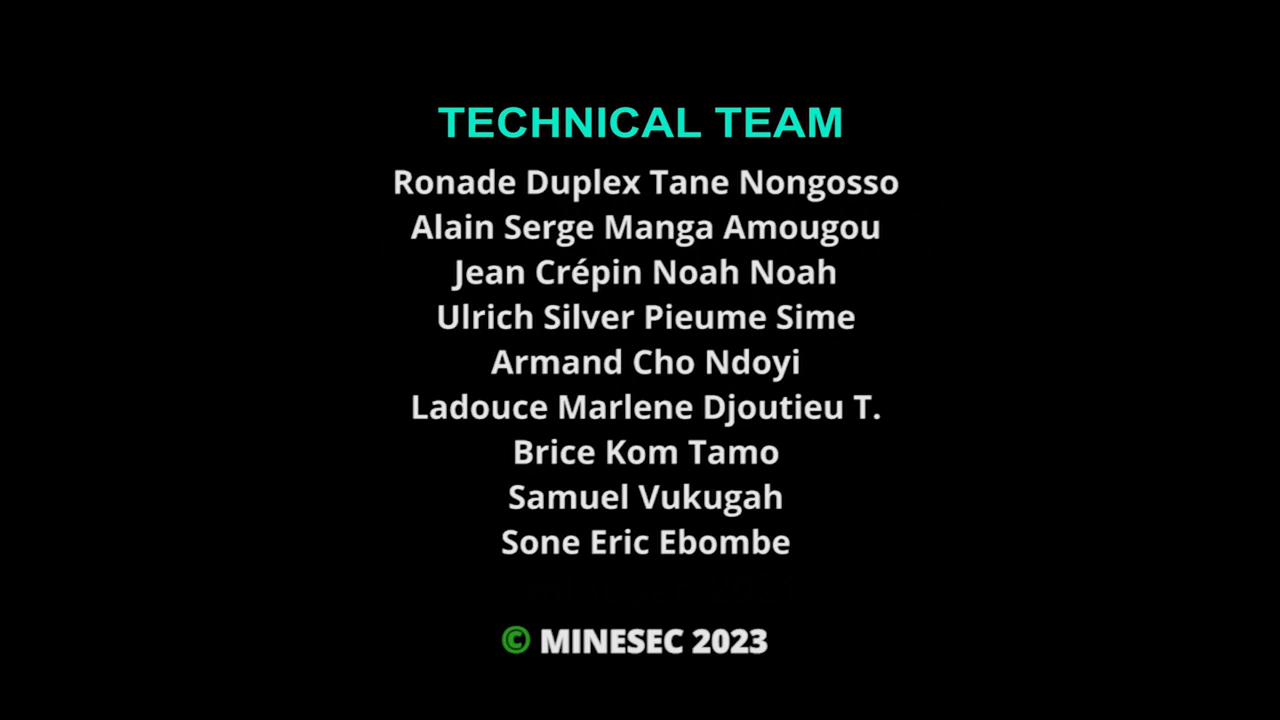 TECHNICAL TEAM
Ronade Duplex Tane Nongosso
Alain Serge Manga Amougou
Jean Crépin Noah Noah
Ulrich Silver Pieume Sime
Armand Cho Ndoyi
Ladouce Marlene Djoutieu T.
Brice Kom Tamo
Samuel Vukugah
Sone Eric Ebombe
© MINESEC 2023